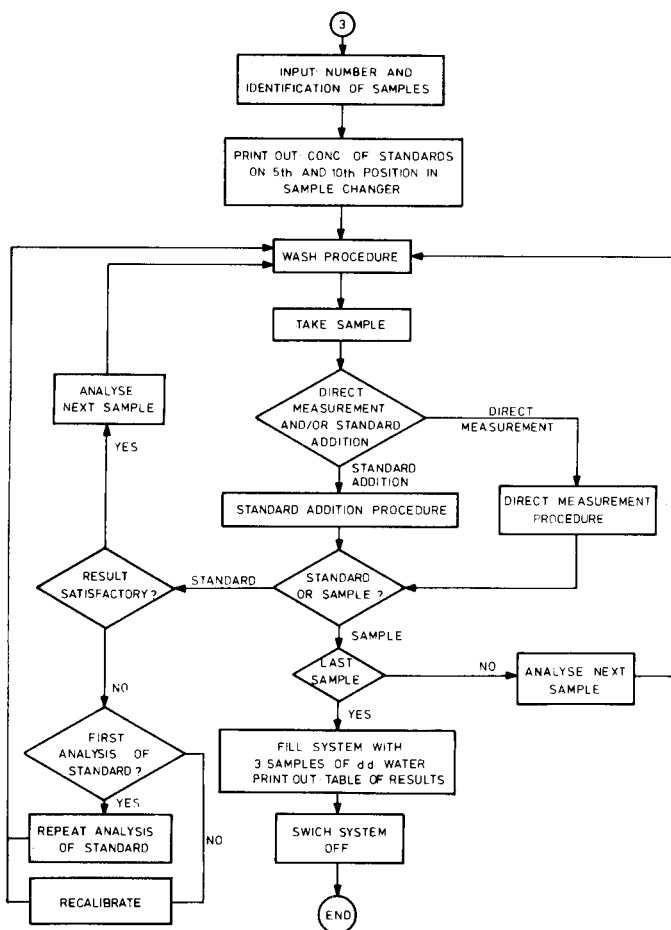 3
INPUT: NUMBER AND
IDENTIFICATION OF SAMPLES
PRINT OUT: CONC OF STANDARDS
ON 5th AND 10th POSITION IN
SAMPLE CHANGER
WASH PROCEDURE
TAKE SAMPLE
ANALYSE
NEXT SAMPLE
YES
DIRECT
MEASUREMENT
AND/OR STANDARD
ADDITION
DIRECT
MEASUREMENT
STANDARD
ADDITION
STANDARD ADDITION PROCEDURE
DIRECT MEASUREMENT
PROCEDURE
RESULT
SATISFACTORY?
STANDARD
STANDARD
OR SAMPLE ?
SAMPLE
LAST
SAMPLE
NO
ANALYSE NEXT
SAMPLE
YES
NO
FIRST
ANALYSIS OF
STANDARD ?
YES
NO
REPEAT ANALYSIS
OF STANDARD
RECALIBRATE
FILL SYSTEM WITH
3 SAMPLES OF dd WATER
PRINT OUT: TABLE OF RESULTS
SWICH SYSTEM
OFF
END